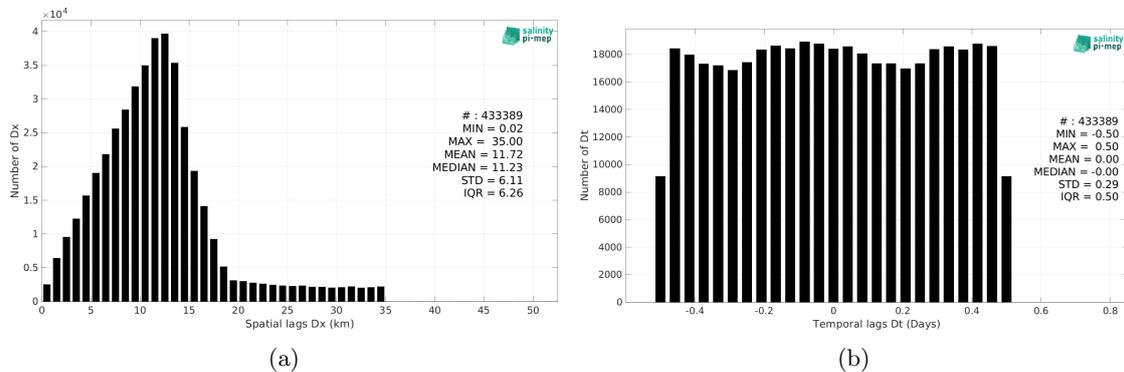 ×10⁴
4
3.5
3
2.5
2
1.5
1
0.5
0
Number of Dx
salinity
pi-mep
# : 433389
MIN = 0.02
MAX = 35.00
MEAN = 11.72
MEDIAN = 11.23
STD = 6.11
IQR = 6.26
0 5 10 15 20 25 30 35 40 45 50
Spatial lags Dx (km)
(a)
18000
16000
14000
12000
10000
8000
6000
4000
2000
0
Number of Dt
salinity
pi-mep
# : 433389
MIN = -0.50
MAX = 0.50
MEAN = 0.00
MEDIAN = -0.00
STD = 0.29
IQR = 0.50
-0.4 -0.2 0 0.2 0.4 0.6 0.8
Temporal lags Dt (Days)
(b)